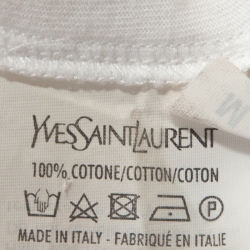 M
YVESSAINTLAURENT
100% COTONE/COTTON/COTON
P
MADE IN ITALY - FABRIQUÉ EN ITALIE